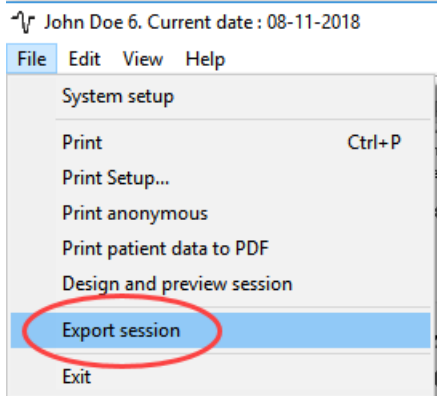 John Doe 6. Current date : 08-11-2018
File Edit View Help
System setup
Print Ctrl+P
Print Setup...
Print anonymous
Print patient data to PDF
Design and preview session
Export session
Exit